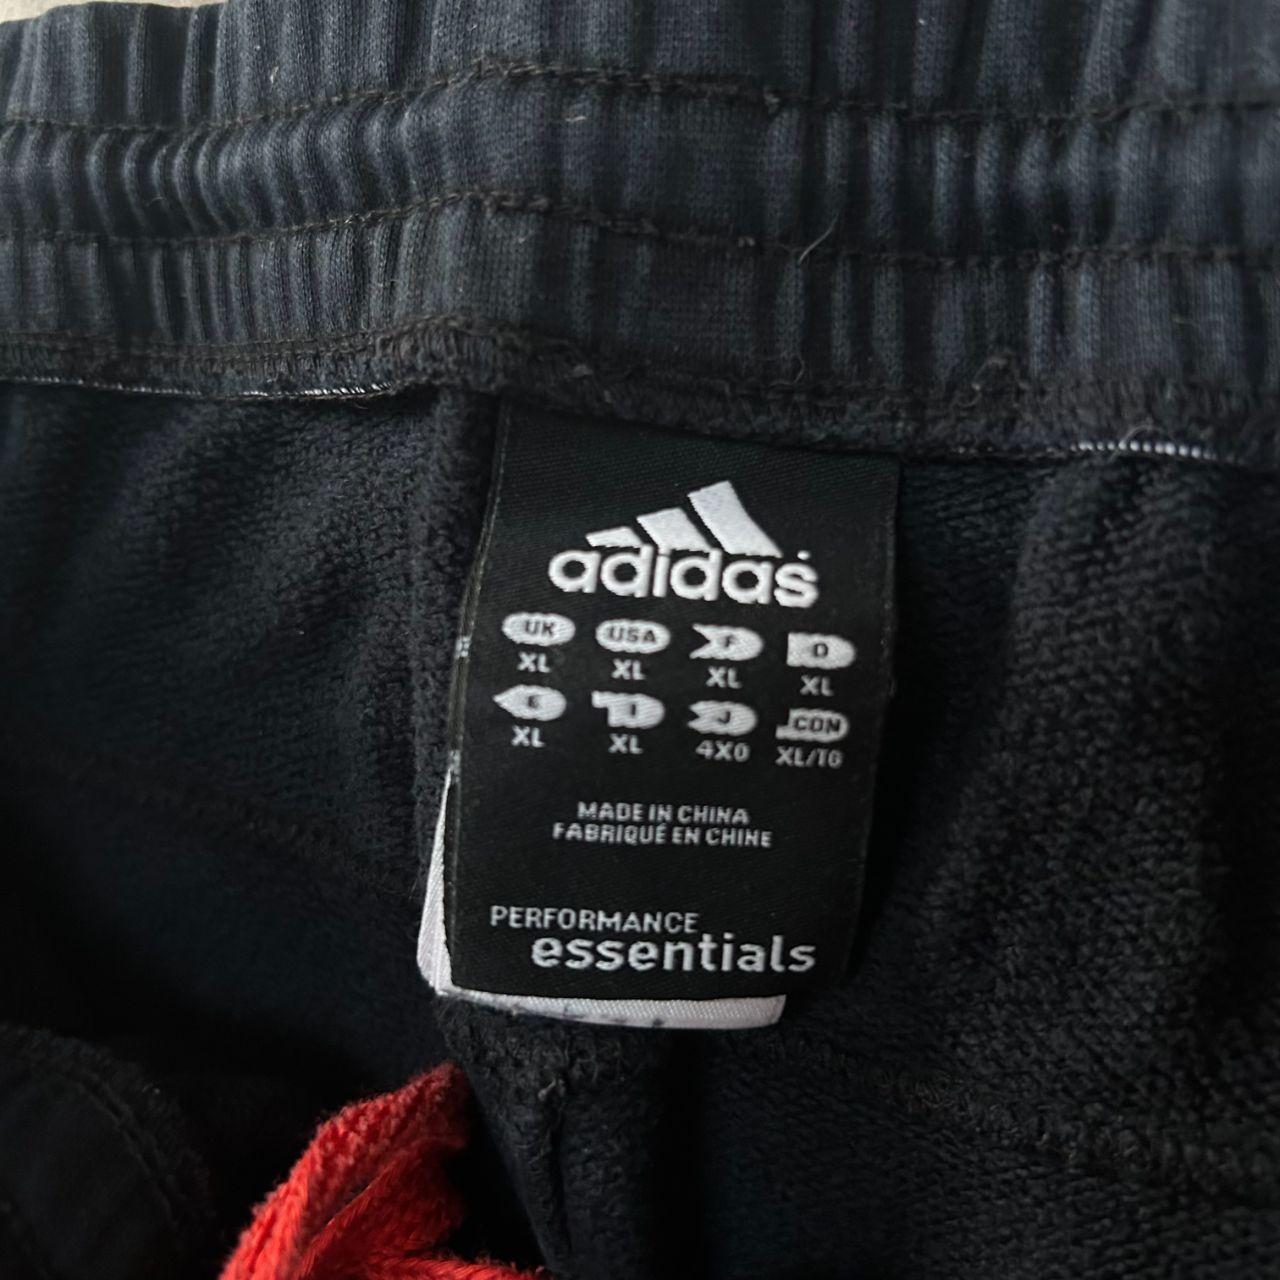 adidas
UK USA F D
XL XL XL XL
E I J CDN
XL XL 4XO XL/TG
MADE IN CHINA
FABRIQUÉ EN CHINE
PERFORMANCE
essentials